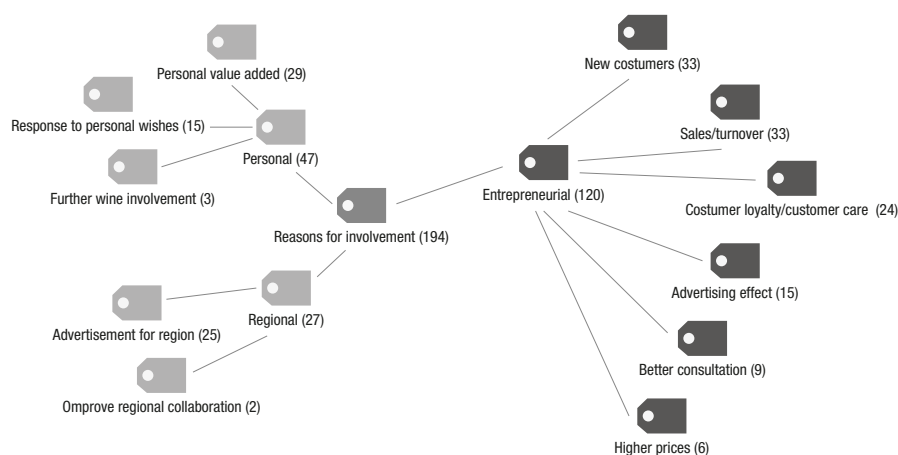 Personal value added (29)
Response to personal wishes (15)
Personal (47)
Further wine involvement (3)
Reasons for involvement (194)
Regional (27)
Advertisement for region (25)
Omprove regional collaboration (2)
New costumers (33)
Sales/turnover (33)
Entrepreneurial (120)
Costumer loyalty/customer care (24)
Advertising effect (15)
Better consultation (9)
Higher prices (6)